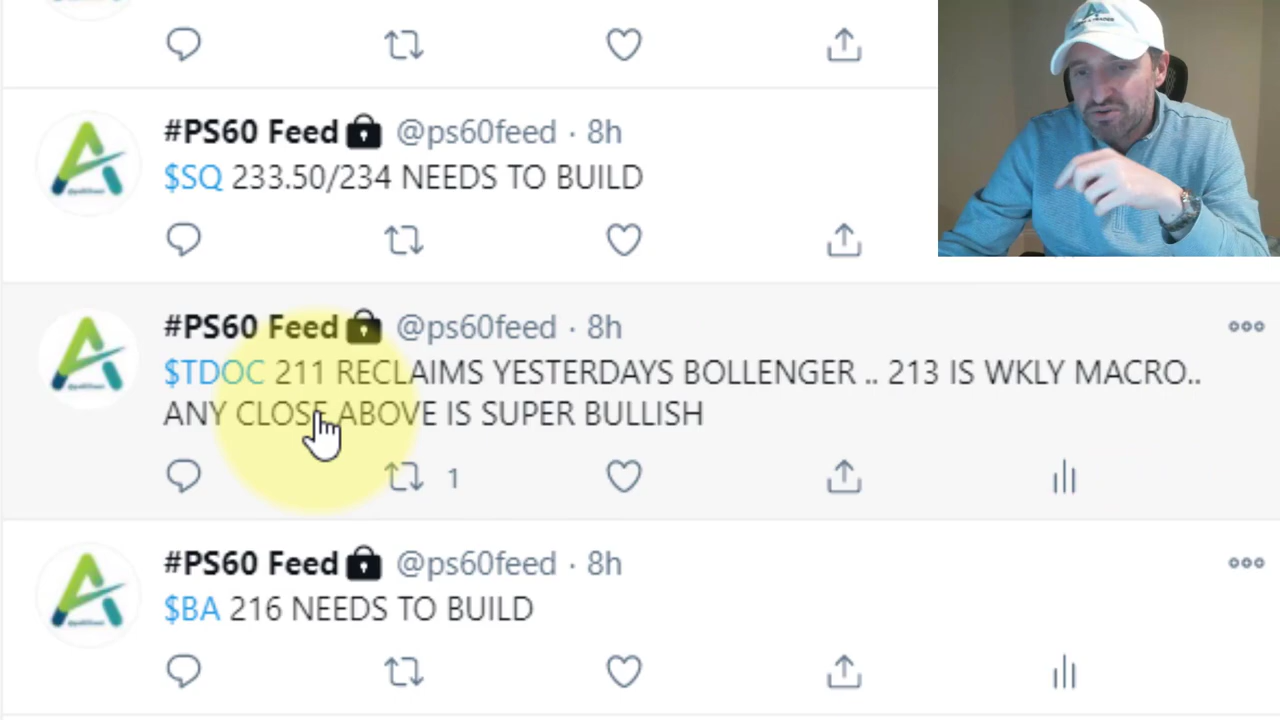 #PS60 Feed @ps60feed · 8h
$SQ 233.50/234 NEEDS TO BUILD
#PS60 Feed @ps60feed · 8h
$TDOC 211 RECLAIMS YESTERDAYS BOLLENGER .. 213 IS WKLY MACRO..
ANY CLOSE ABOVE IS SUPER BULLISH
1
#PS60 Feed @ps60feed · 8h
$BA 216 NEEDS TO BUILD